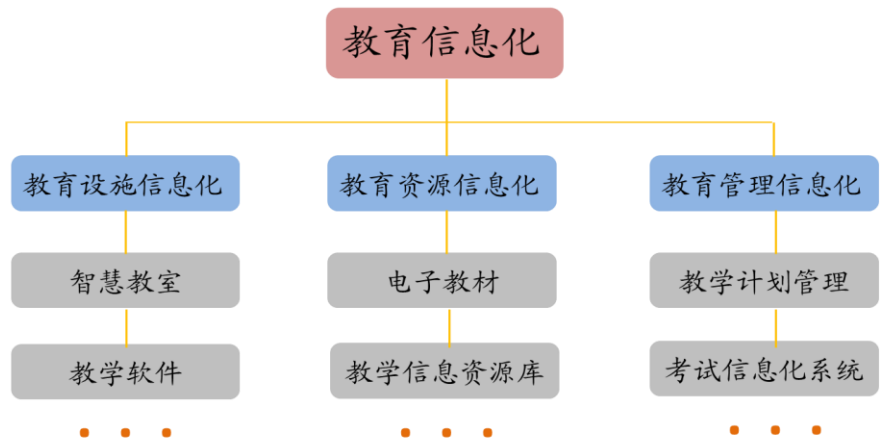 教育信息化
教育设施信息化
教育资源信息化
教育管理信息化
智慧教室
电子教材
教学计划管理
教学软件
教学信息资源库
考试信息化系统